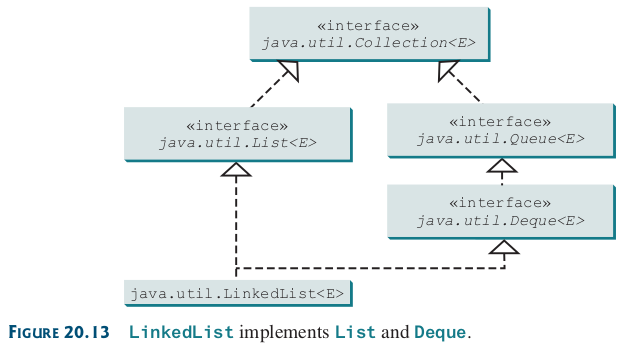 «interface»
java.util.Collection<E>
«interface»
java.util.List<E>
«interface»
java.util.Queue<E>
«interface»
java.util.Deque<E>
java.util.LinkedList<E>
FIGURE 20.13 LinkedList implements List and Deque.